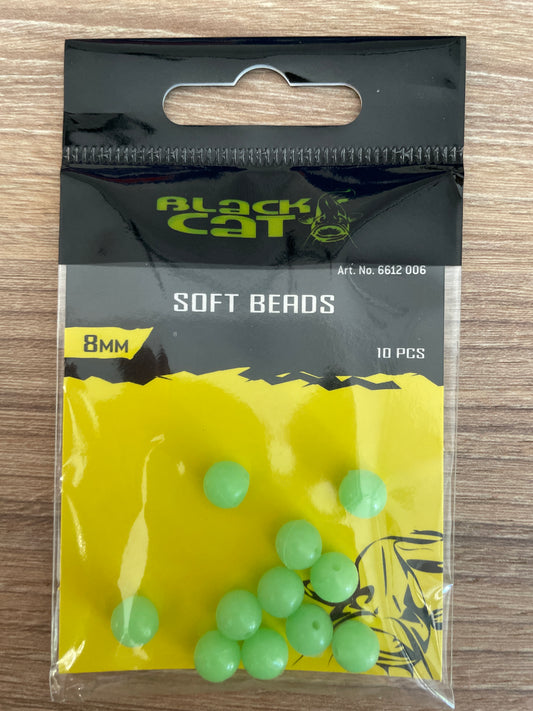 BLACK
CAT
Art. No. 6612 006
SOFT BEADS
8MM
10 PCS